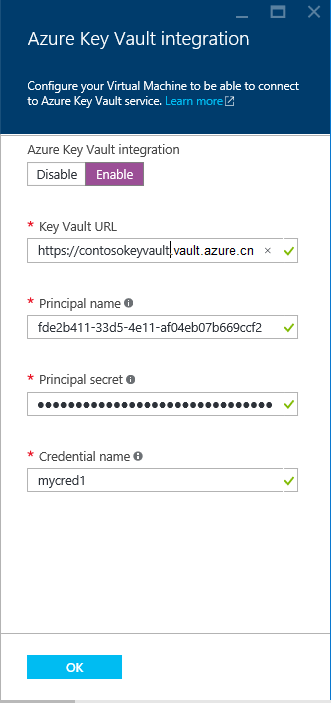 Azure Key Vault integration
Configure your Virtual Machine to be able to connect
to Azure Key Vault service. Learn more
Azure Key Vault integration
Disable Enable
* Key Vault URL
https://contosokeyvault.vault.azure.cn
* Principal name
fde2b411-33d5-4e11-af04eb07b669ccf2
* Principal secret
●●●●●●●●●●●●●●●●●●●●●●●●●●●●●●●
* Credential name
mycred1
OK